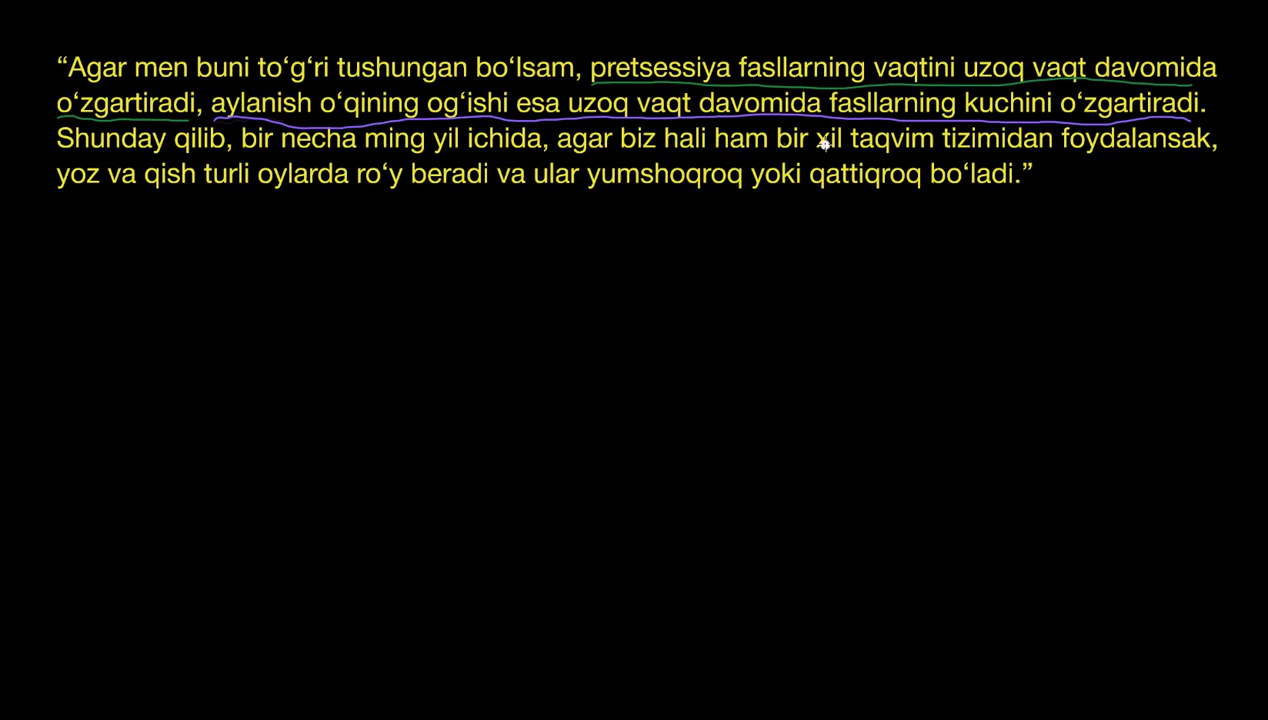 “Agar men buni to‘g‘ri tushungan bo‘lsam, pretsessiya fasllarning vaqtini uzoq vaqt davomida
o‘zgartiradi, aylanish o‘qining og‘ishi esa uzoq vaqt davomida fasllarning kuchini o‘zgartiradi.
Shunday qilib, bir necha ming yil ichida, agar biz hali ham bir xil taqvim tizimidan foydalansak,
yoz va qish turli oylarda ro‘y beradi va ular yumshoqroq yoki qattiqroq bo‘ladi.”